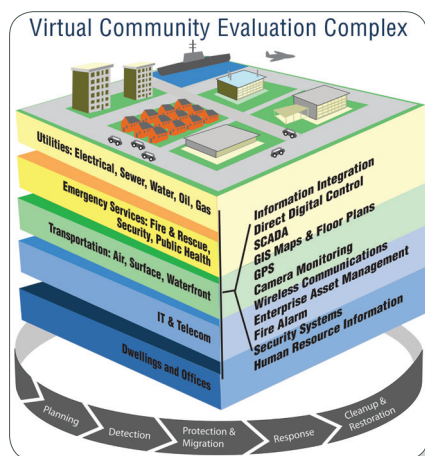 Virtual Community Evaluation Complex
Utilities: Electrical, Sewer, Water, Oil, Gas
Emergency Services: Fire & Rescue,
Security, Public Health
Transportation: Air, Surface, Waterfront
IT & Telecom
Dwellings and Offices
Information Integration
Direct Digital Control
SCADA
GIS Maps & Floor Plans
GPS
Camera Monitoring
Wireless Communications
Enterprise Asset Management
Fire Alarm
Security Systems
Human Resource Information
Planning
Detection
Protection &
Migration
Response
Cleanup &
Restoration